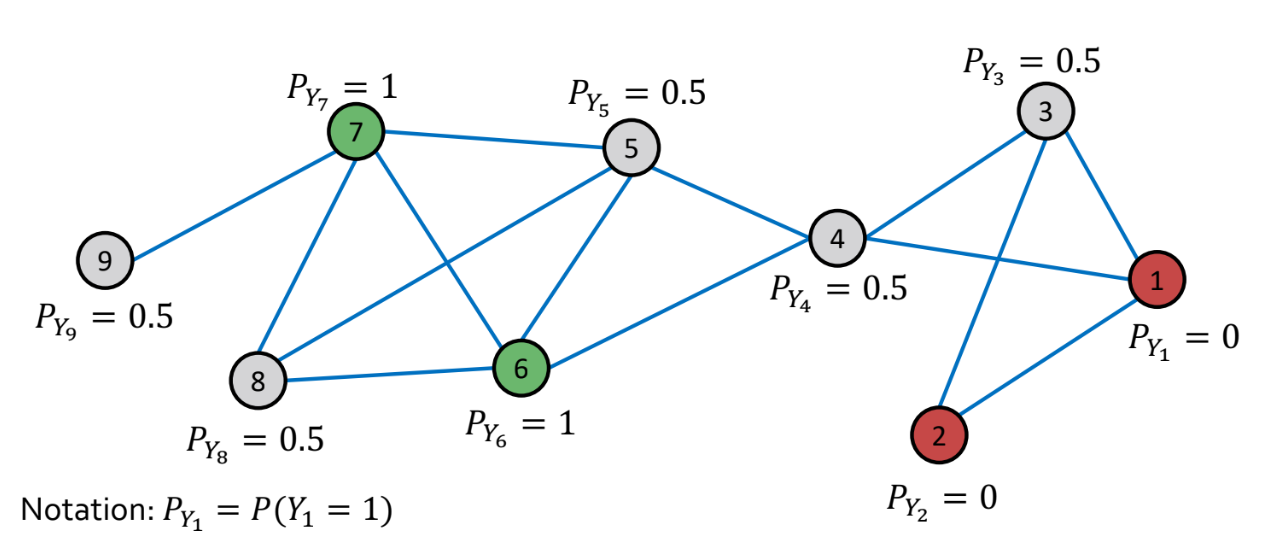 P_{Y_3} = 0.5
P_{Y_7} = 1
P_{Y_5} = 0.5
3
7
5
4
9
1
P_{Y_4} = 0.5
P_{Y_9} = 0.5
P_{Y_1} = 0
6
8
P_{Y_6} = 1
2
P_{Y_8} = 0.5
P_{Y_2} = 0
Notation: P_{Y_1} = P(Y_1 = 1)